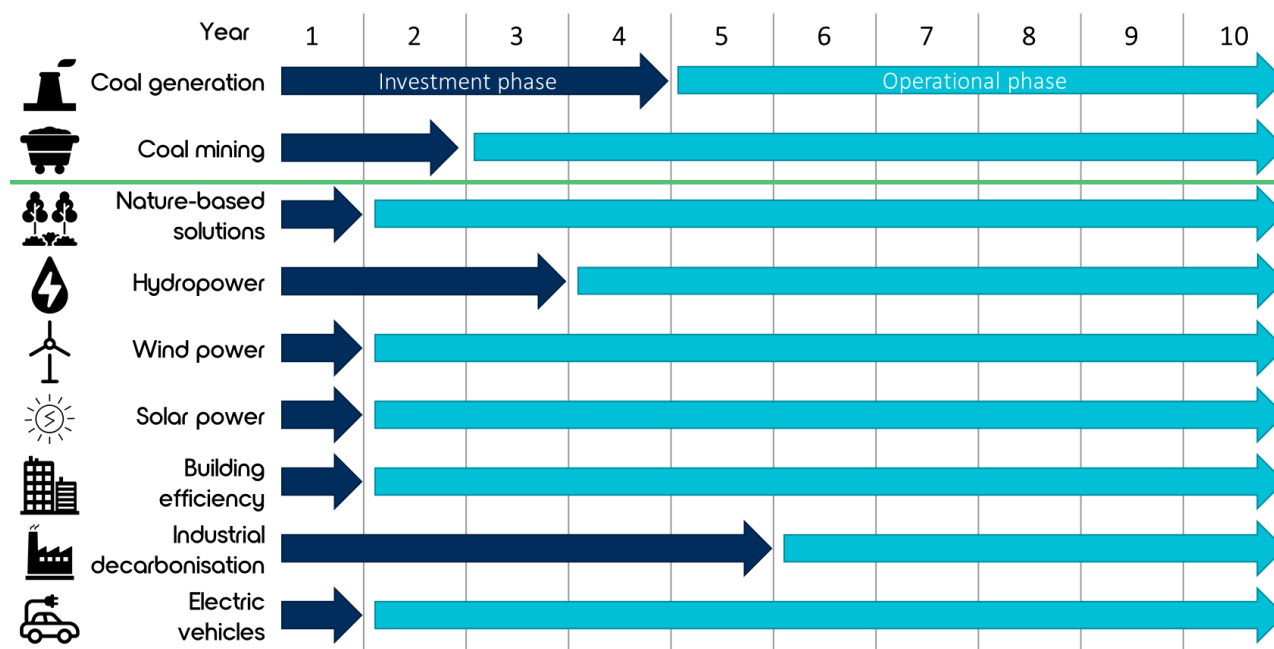 Year 1 2 3 4 5 6 7 8 9 10
Coal generation Investment phase Operational phase
Coal mining
Nature-based
solutions
Hydropower
Wind power
Solar power
Building
efficiency
Industrial
decarbonisation
Electric
vehicles